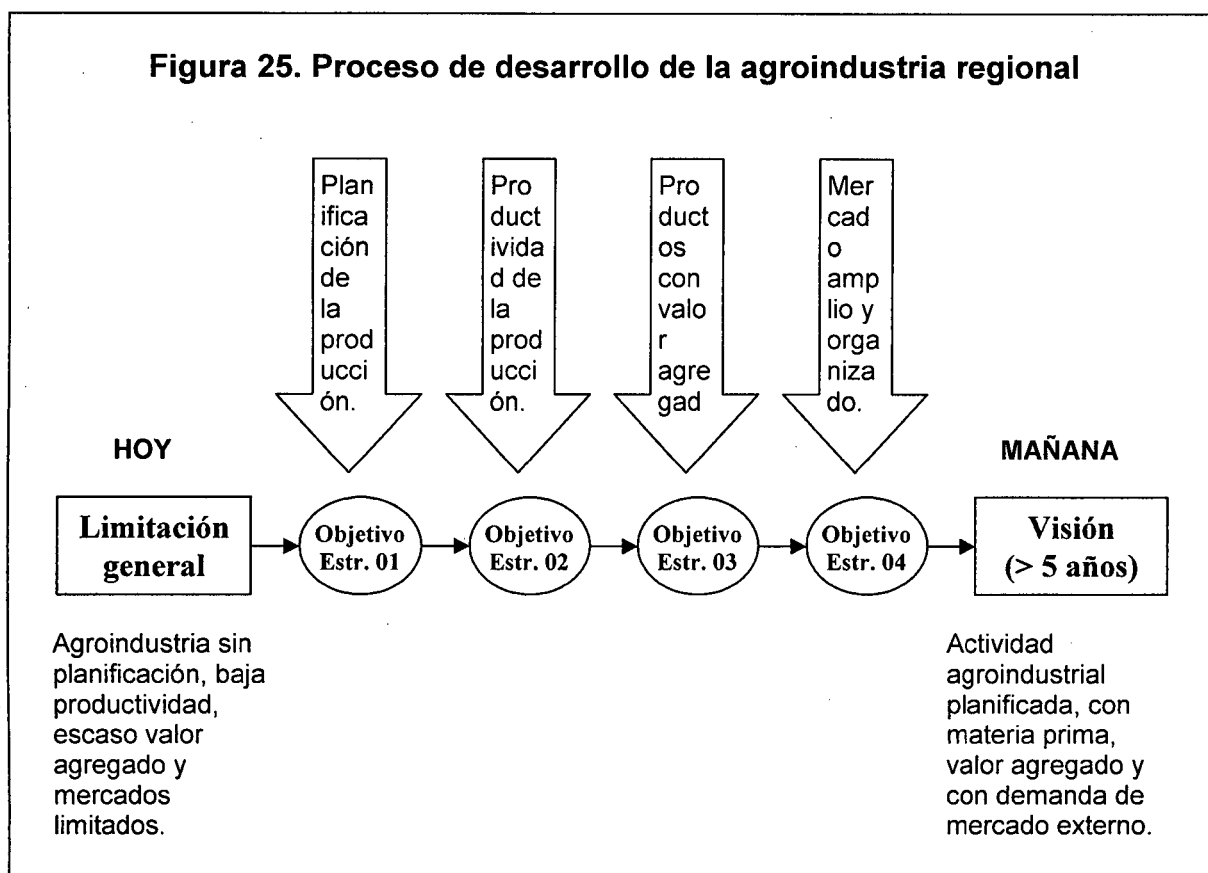 Figura 25. Proceso de desarrollo de la agroindustria regional
Plan
ifica
ción
de
la
prod
ucci
ón.
Pro
duct
ivida
d de
la
prod
ucci
ón.
Pro
duct
os
con
valo
r
agre
gad
Mer
cad
o
amp
lio y
orga
niza
do.
HOY
MAÑANA
Limitación
general
Objetivo
Estr. 01
Objetivo
Estr. 02
Objetivo
Estr. 03
Objetivo
Estr. 04
Visión
(> 5 años)
Agroindustria sin
planificación, baja
productividad,
escaso valor
agregado y
mercados
limitados.
Actividad
agroindustrial
planificada, con
materia prima,
valor agregado y
con demanda de
mercado externo.